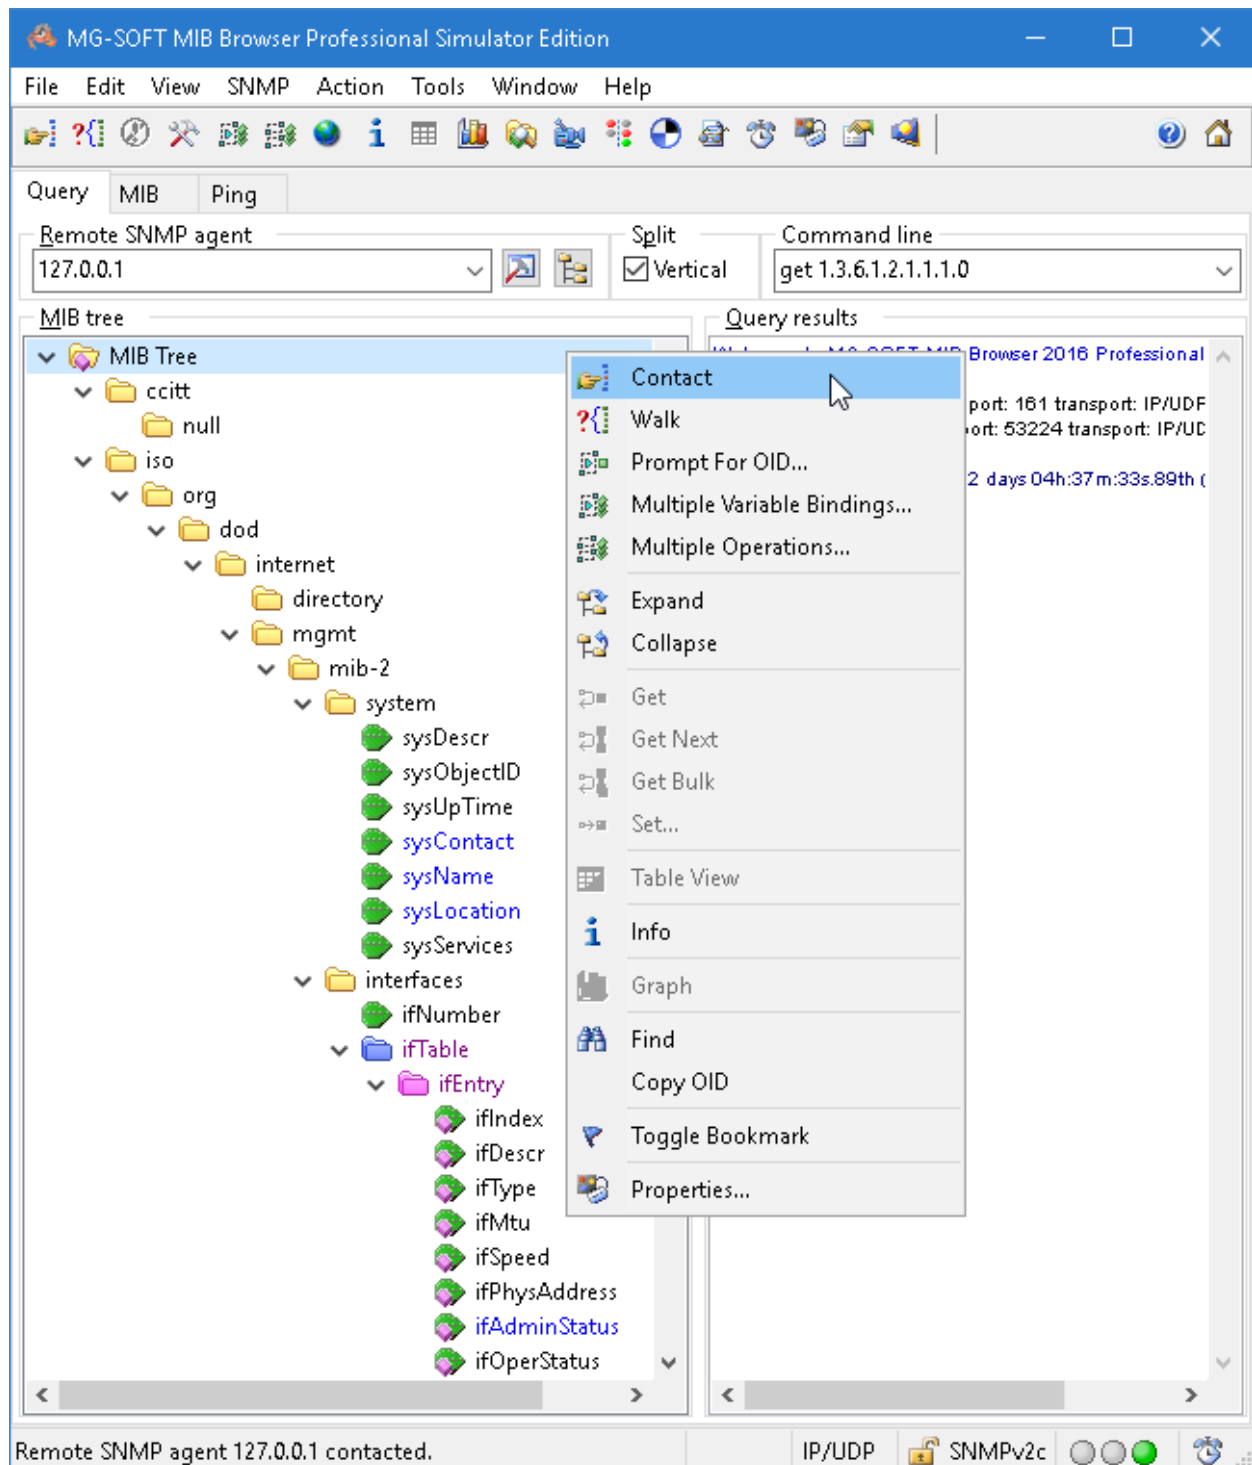 MG-SOFT MIB Browser Professional Simulator Edition
File Edit View SNMP Action Tools Window Help
Query MIB Ping
Remote SNMP agent Split Command line
127.0.0.1 Vertical get 1.3.6.1.2.1.1.1.0
MIB tree Query results
MIB Tree
ccitt
null
iso
org
dod
internet
directory
mgmt
mib-2
system
sysDescr
sysObjectID
sysUpTime
sysContact
sysName
sysLocation
sysServices
interfaces
ifNumber
ifTable
ifEntry
ifIndex
ifDescr
ifType
ifMtu
ifSpeed
ifPhysAddress
ifAdminStatus
ifOperStatus
Contact
Walk
Prompt For OID...
Multiple Variable Bindings...
Multiple Operations...
Expand
Collapse
Get
Get Next
Get Bulk
Set...
Table View
Info
Graph
Find
Copy OID
Toggle Bookmark
Properties...
Browser 2016 Professional
port: 161 transport: IP/UDP
53224 transport: IP/UD
2 days 04h:37m:33s.89th (
Remote SNMP agent 127.0.0.1 contacted. IP/UDP SNMPv2c